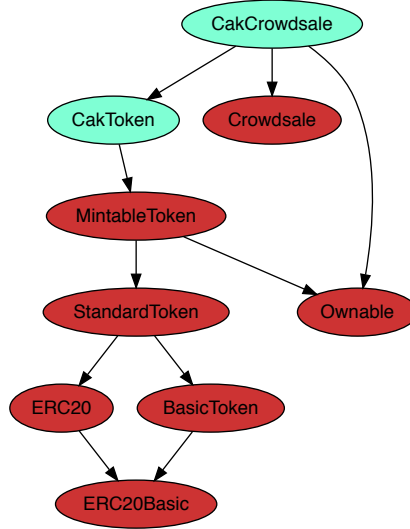 CakCrowdsale
CakToken
Crowdsale
MintableToken
StandardToken
Ownable
ERC20
BasicToken
ERC20Basic